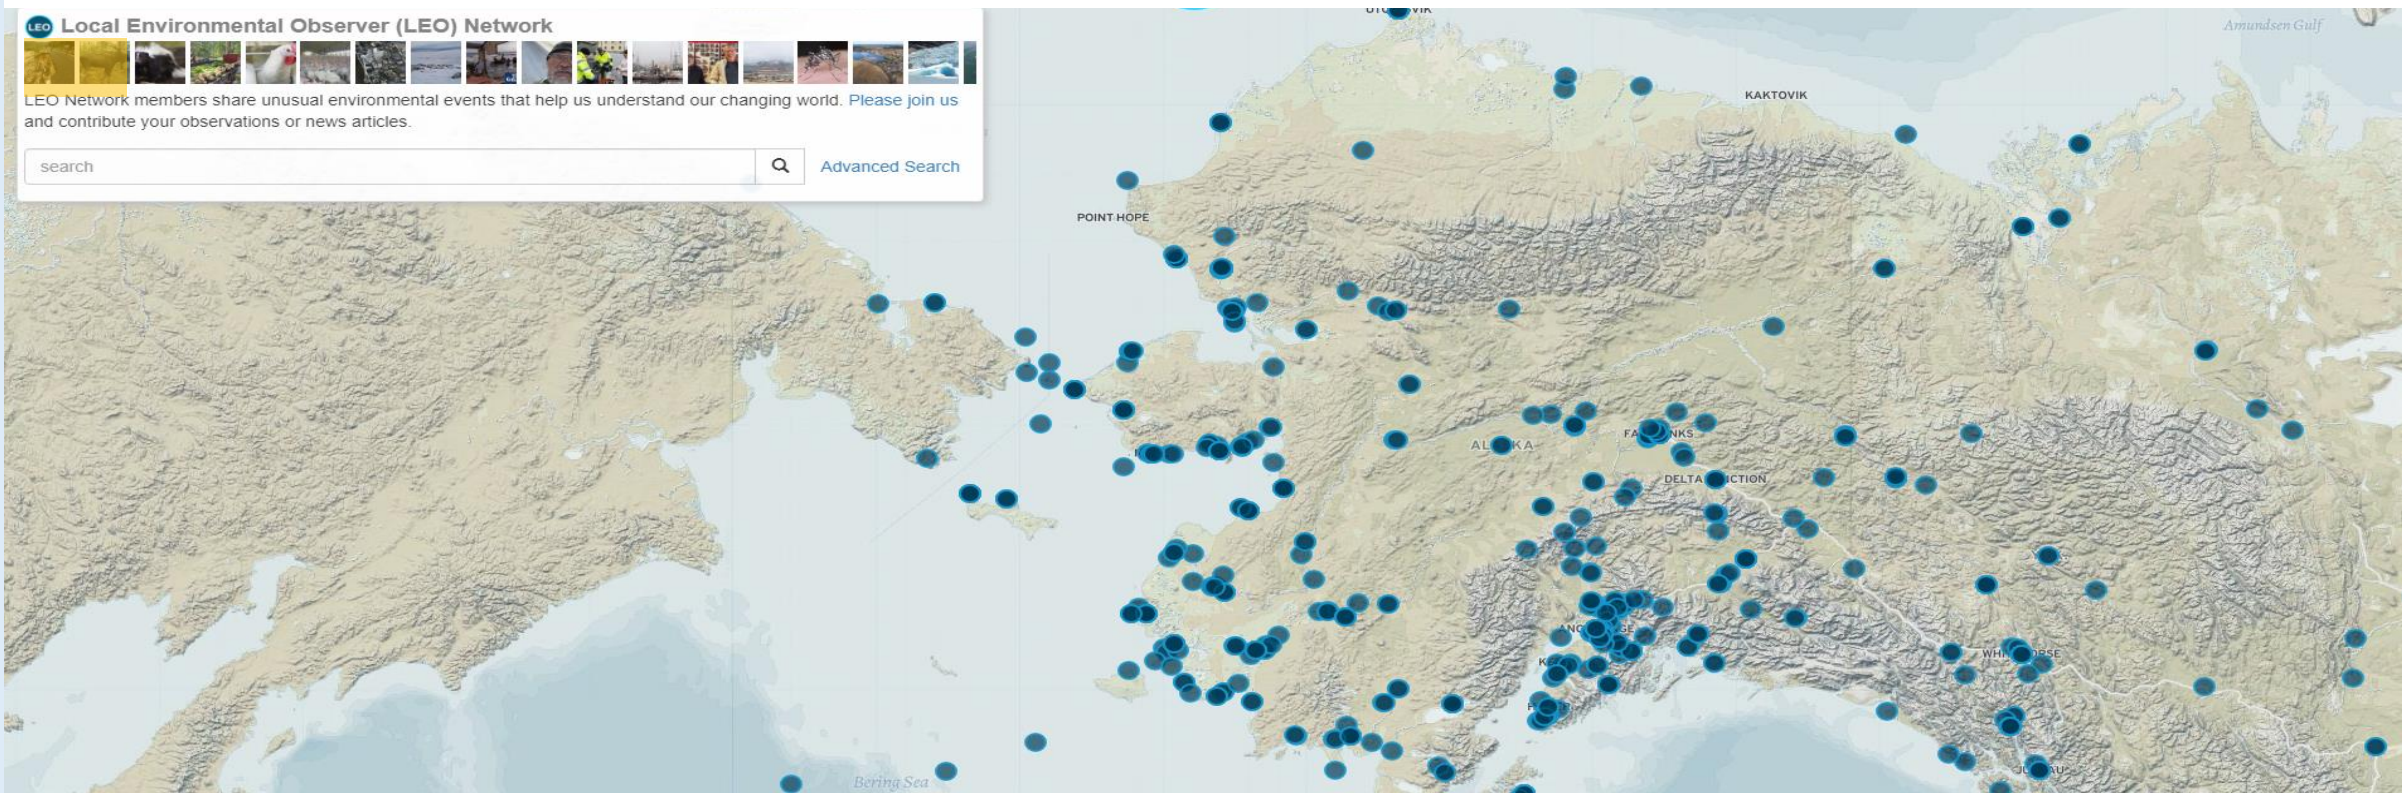 LEO Local Environmental Observer (LEO) Network
LEO Network members share unusual environmental events that help us understand our changing world. Please join us
and contribute your observations or news articles.
search
Advanced Search
Amundsen Gulf
KAKTOVIK
POINT HOPE
Bering Sea